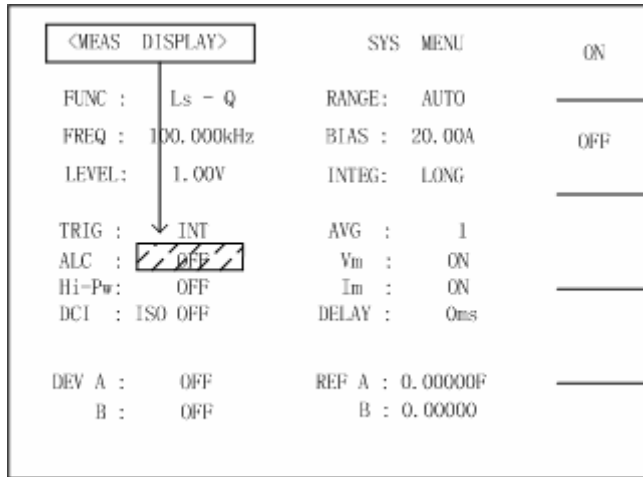 <MEAS DISPLAY> SYS MENU ON
FUNC : Ls - Q RANGE: AUTO
FREQ : 100.000kHz BIAS : 20.00A OFF
LEVEL: 1.00V INTEG: LONG
TRIG : INT AVG : 1
ALC : OFF Vm : ON
Hi-Pw: OFF Im : ON
DCI : ISO OFF DELAY : 0ms
DEV A : OFF REF A : 0.00000F
B : OFF B : 0.00000